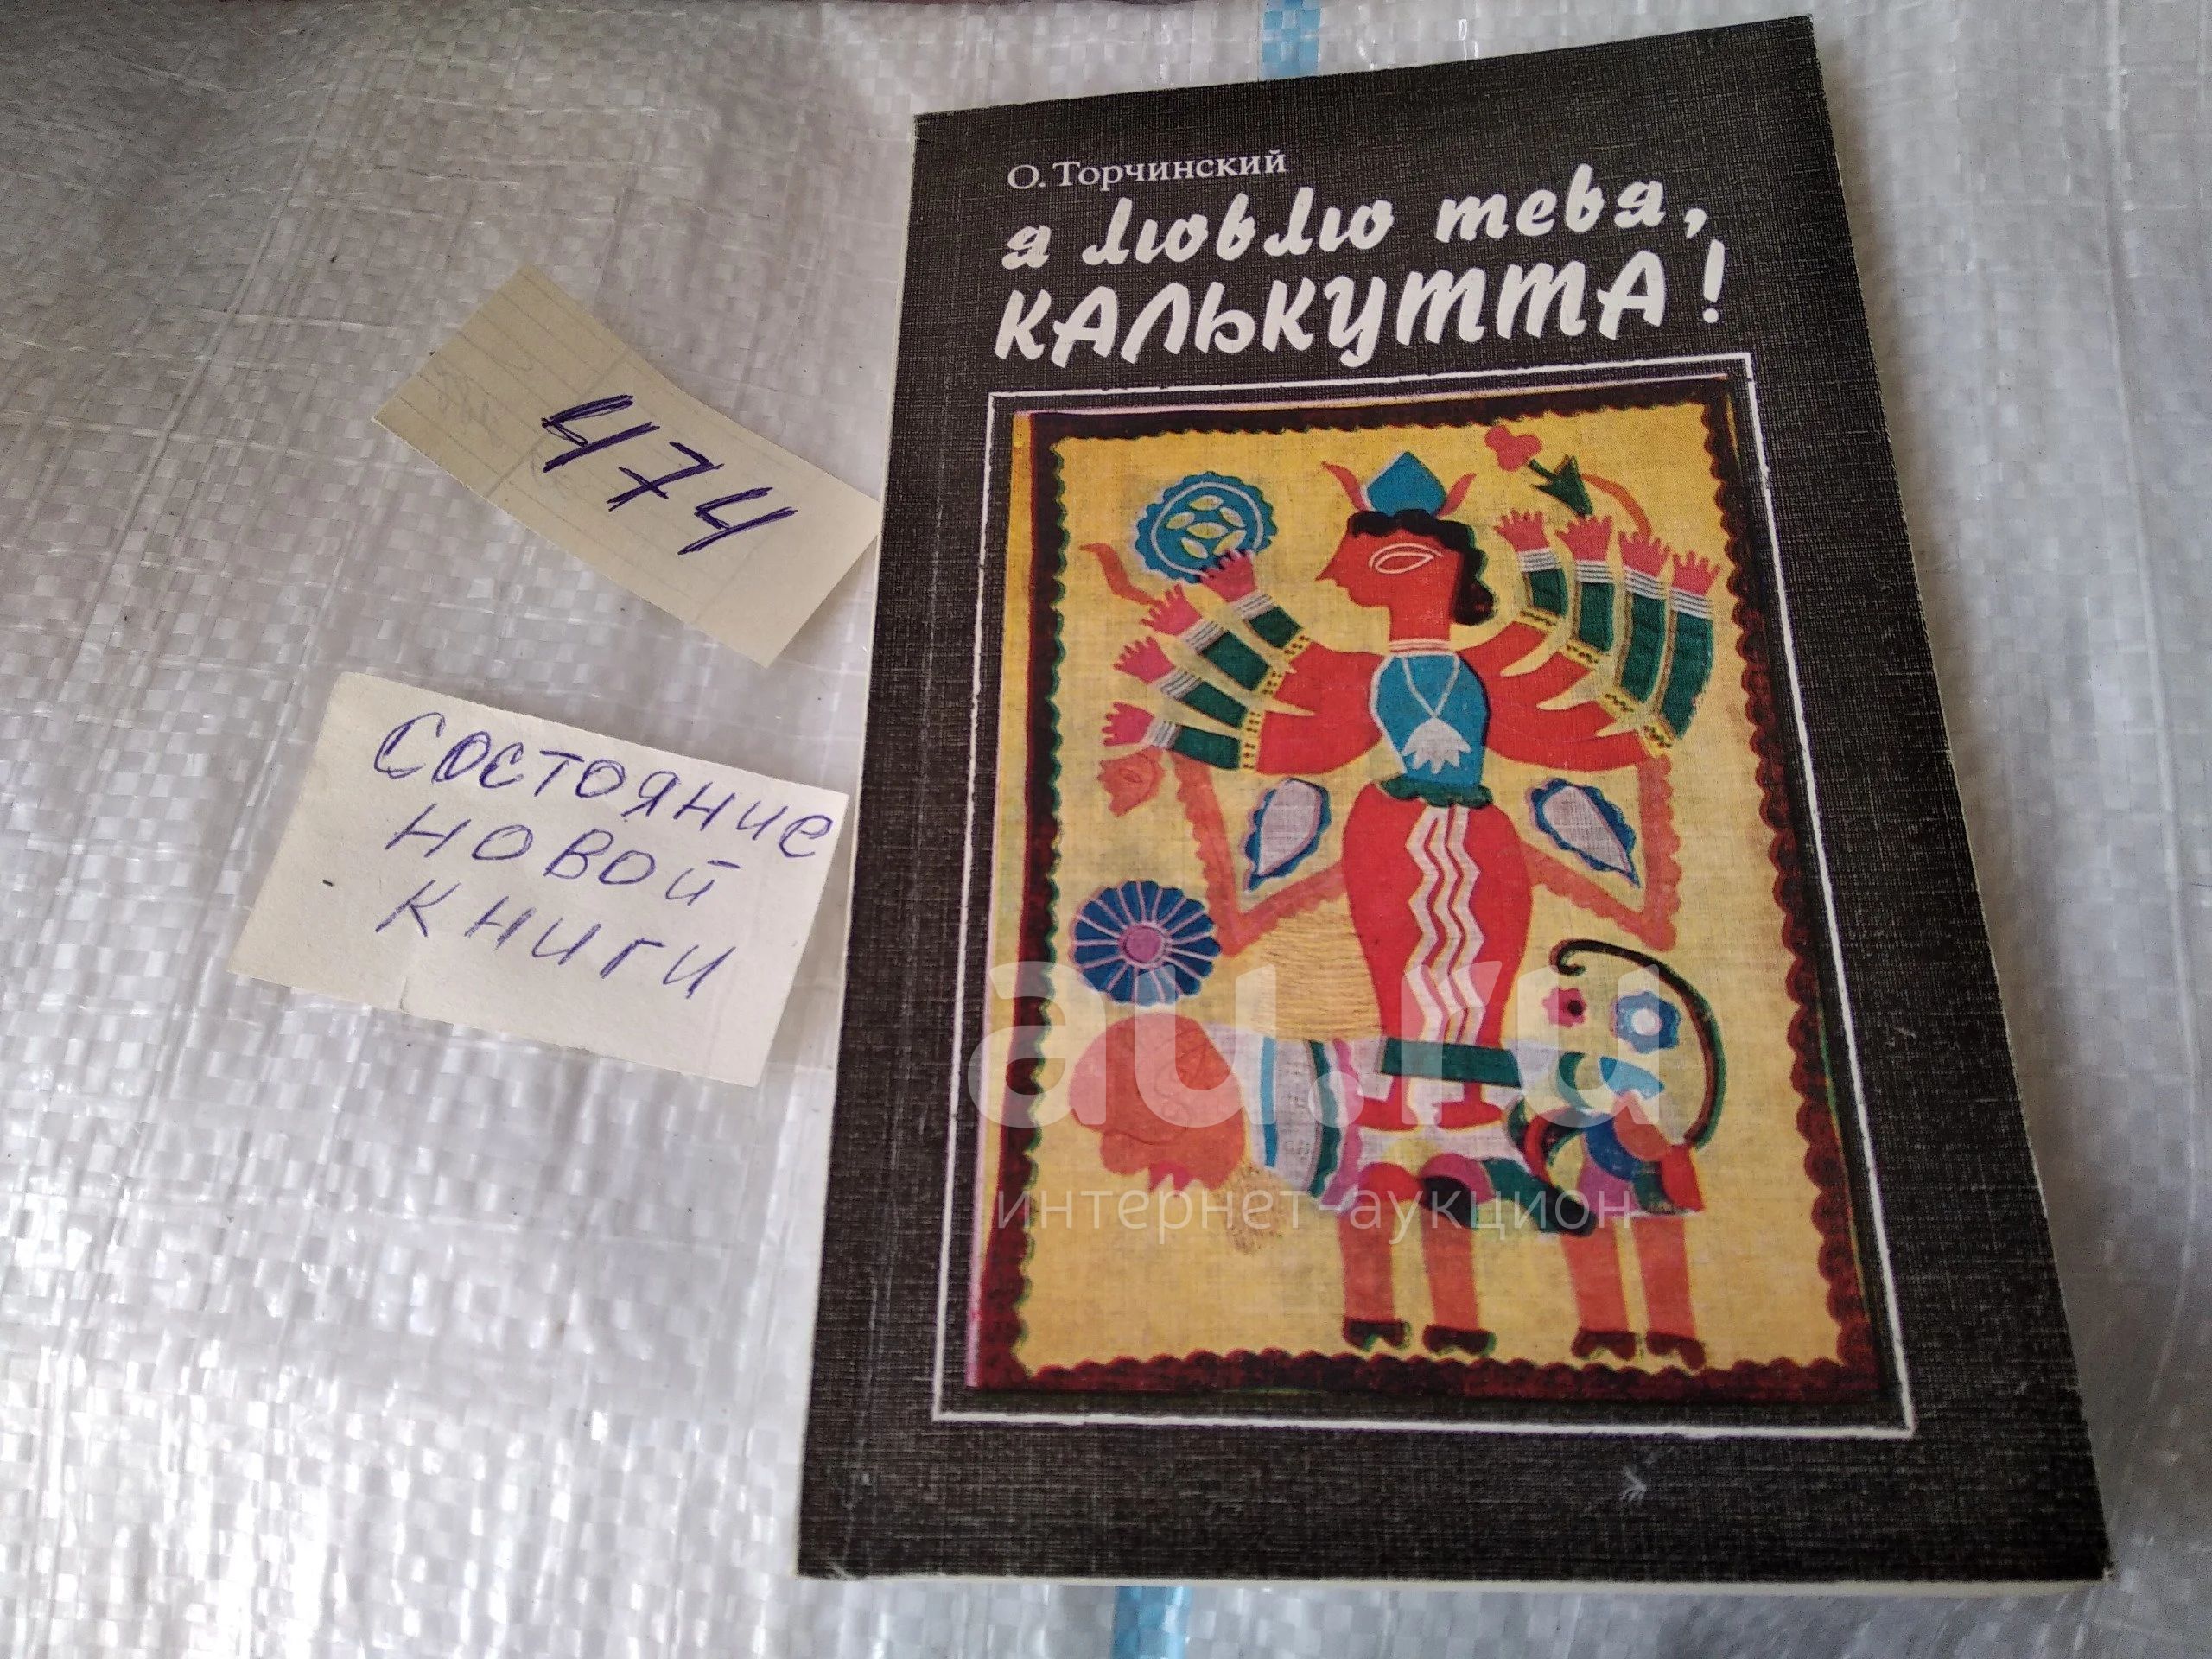 О. Торчинский
я люблю тебя,
КАЛЬКУТТА!
474
СОСТОЯНИЕ
НОВОЙ
КНИГИ
au.ru
интернет аукцион